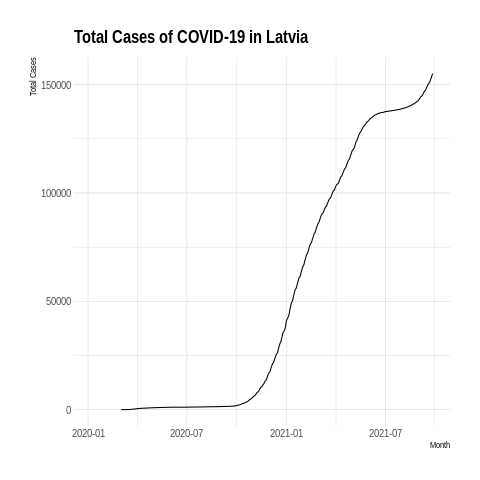 Total Cases of COVID-19 in Latvia
Total Cases
150000
100000
50000
0
2020-01 2020-07 2021-01 2021-07
Month